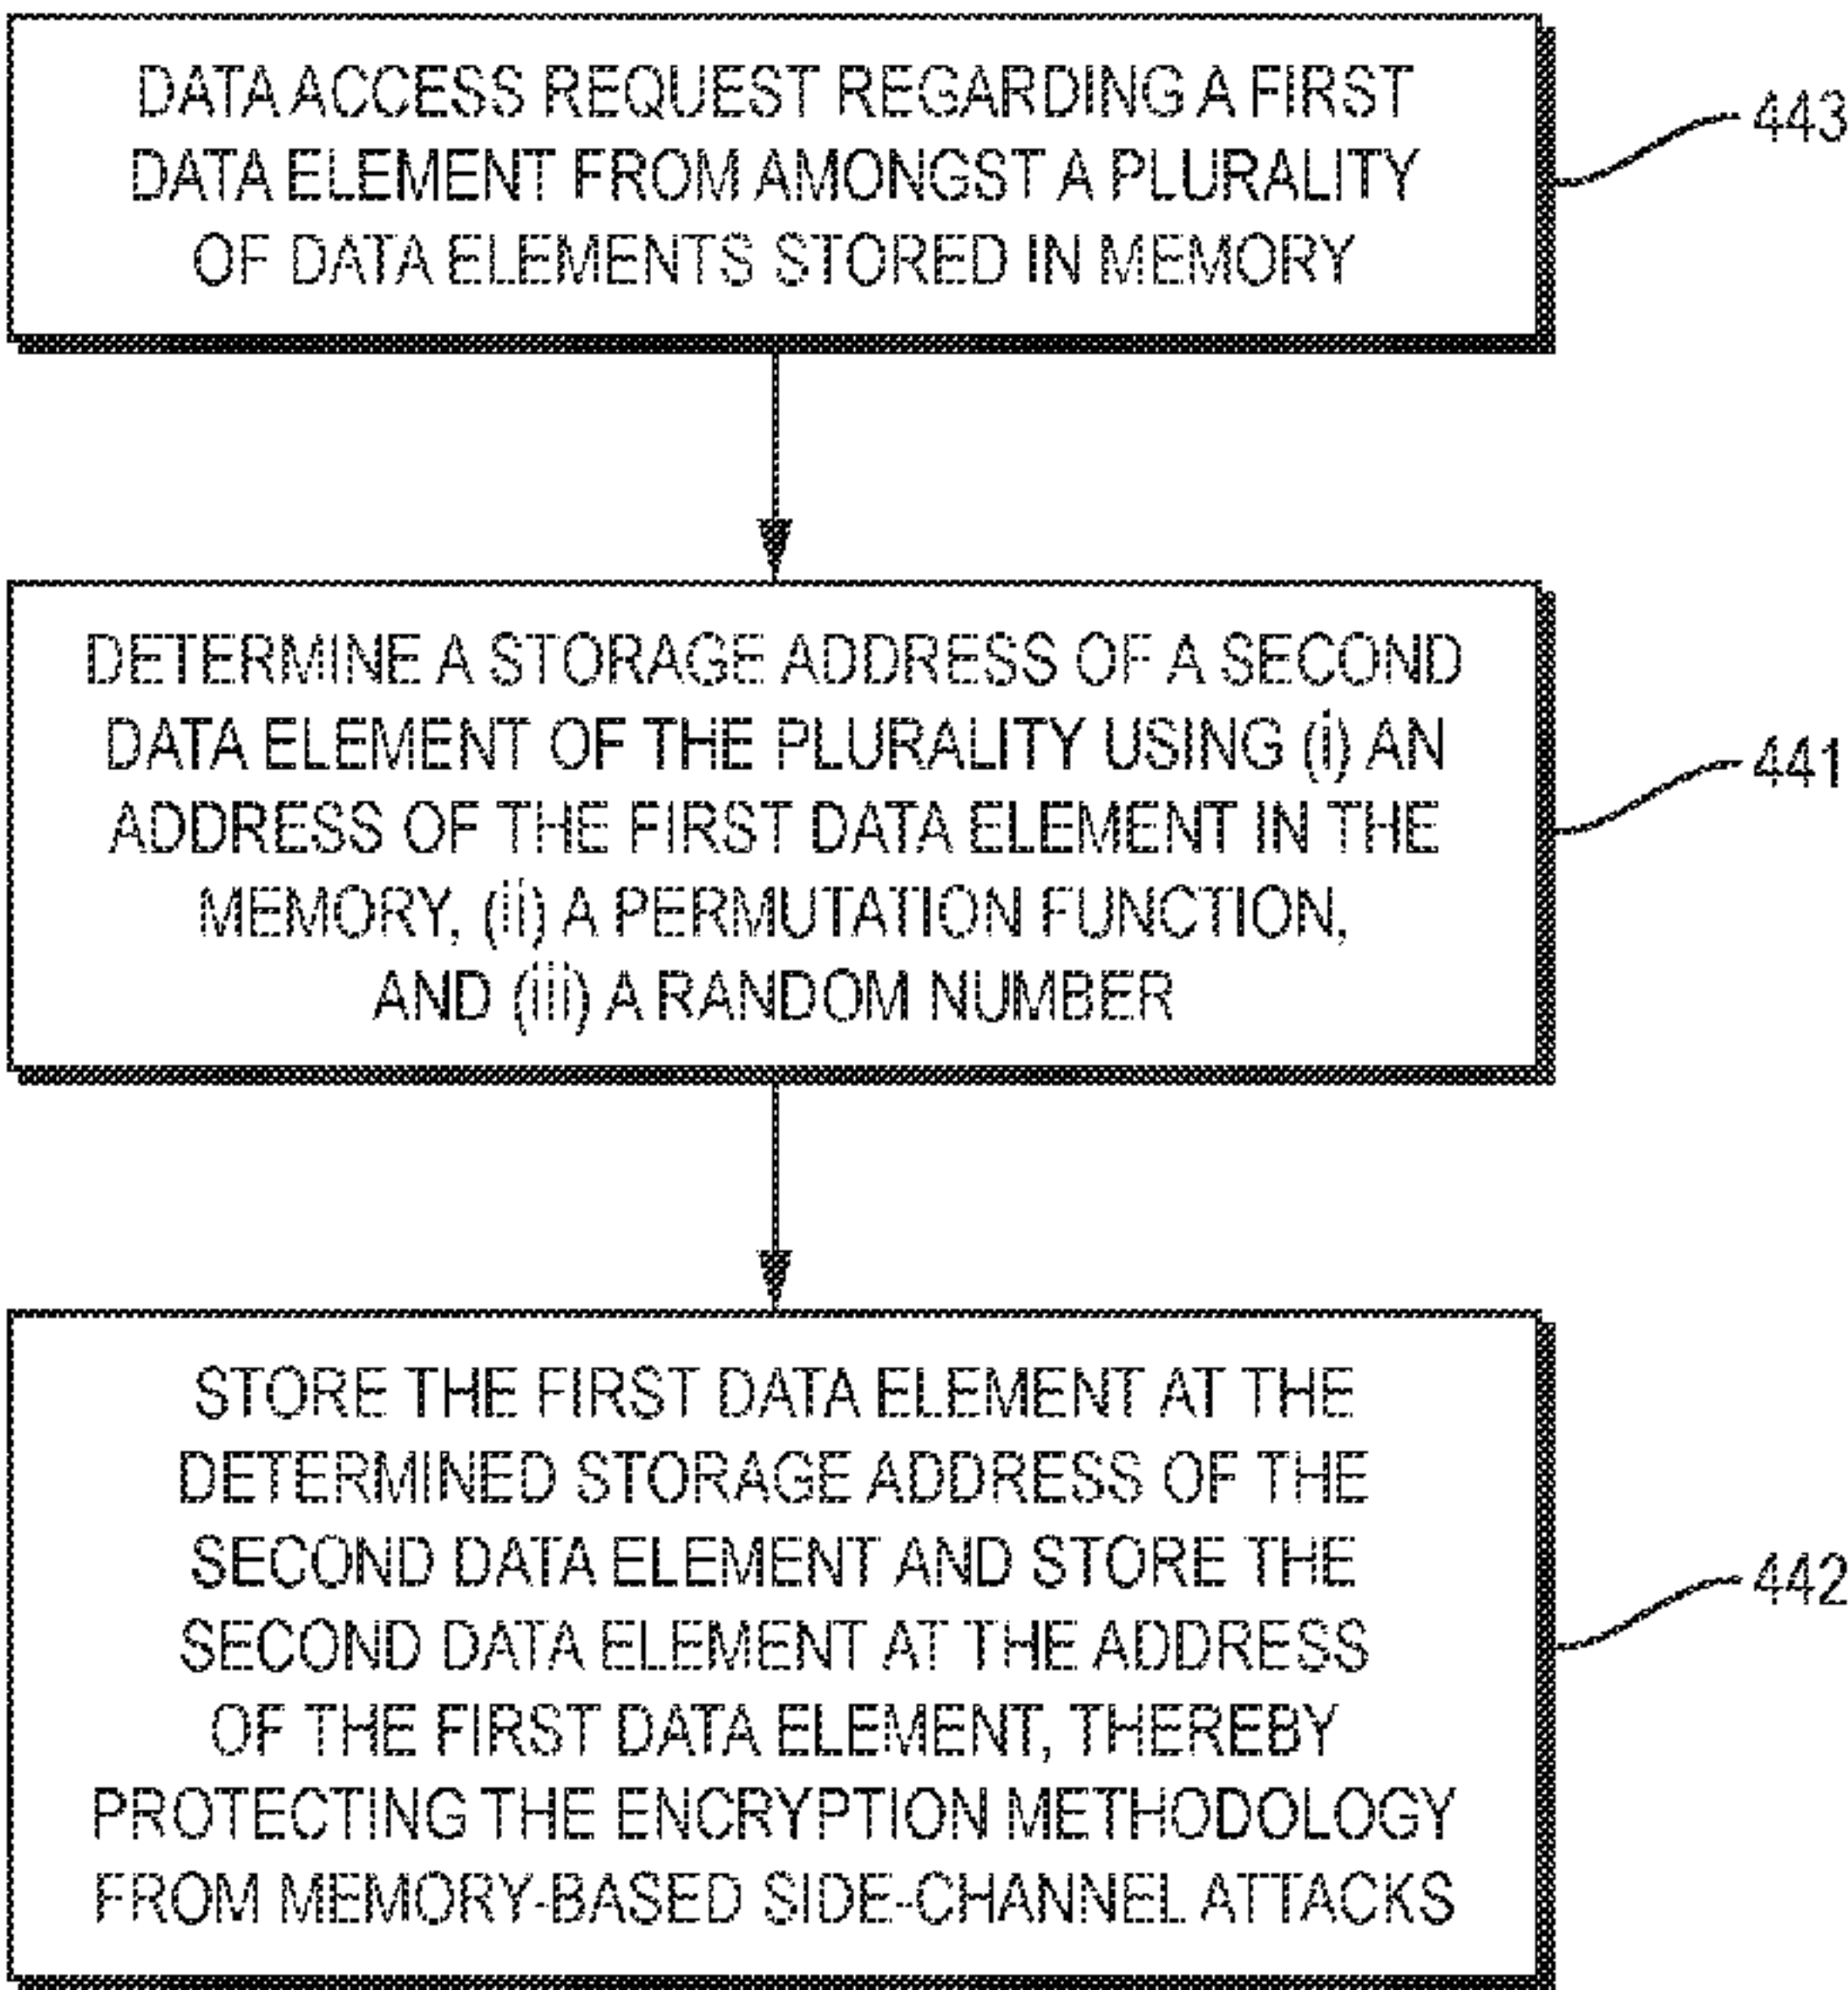 DATA ACCESS REQUEST REGARDING A FIRST
DATA ELEMENT FROM AMONGST A PLURALITY
OF DATA ELEMENTS STORED IN MEMORY
443
DETERMINE A STORAGE ADDRESS OF A SECOND
DATA ELEMENT OF THE PLURALITY USING (i) AN
ADDRESS OF THE FIRST DATA ELEMENT IN THE
MEMORY, (ii) A PERMUTATION FUNCTION,
AND (iii) A RANDOM NUMBER
441
STORE THE FIRST DATA ELEMENT AT THE
DETERMINED STORAGE ADDRESS OF THE
SECOND DATA ELEMENT AND STORE THE
SECOND DATA ELEMENT AT THE ADDRESS
OF THE FIRST DATA ELEMENT, THEREBY
PROTECTING THE ENCRYPTION METHODOLOGY
FROM MEMORY-BASED SIDE-CHANNEL ATTACKS
442